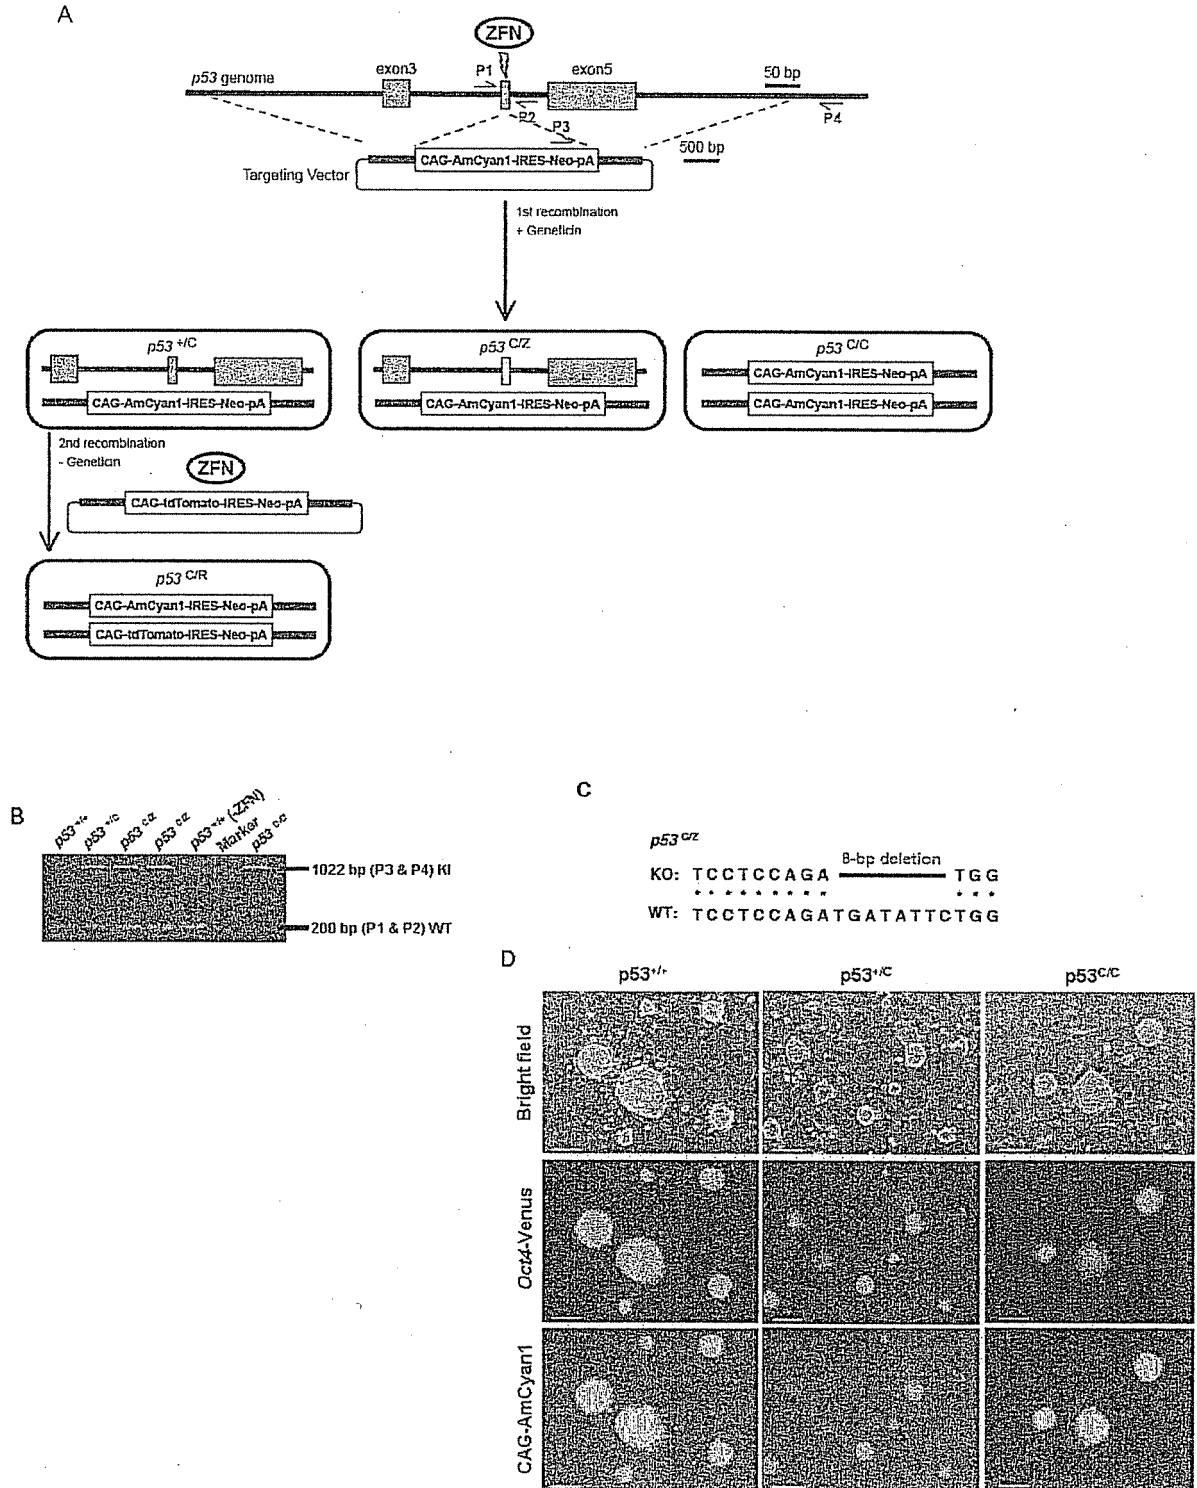 A
ZFN
p53 genome
exon3
P1
exon5
50 bp
P2
P3
P4
CAG-AmCyan1-IRES-Neo-pA
500 bp
Targeting Vector
1st recombination
+ Geneticin
p53 +/C
CAG-AmCyan1-IRES-Neo-pA
p53 C/Z
CAG-AmCyan1-IRES-Neo-pA
p53 C/C
CAG-AmCyan1-IRES-Neo-pA
CAG-AmCyan1-IRES-Neo-pA
2nd recombination
- Geneticin
ZFN
CAG-tdTomato-IRES-Neo-pA
p53 C/R
CAG-AmCyan1-IRES-Neo-pA
CAG-tdTomato-IRES-Neo-pA
B
p53 +/+
p53 +/C
p53 C/Z
p53 C/Z
p53 +/+ (-ZFN)
Marker
p53 C/C
1022 bp (P3 & P4) KI
200 bp (P1 & P2) WT
C
p53 C/Z
8-bp deletion
KO: TCCTCCAGA TGG
* * * * * * * * * * * *
WT: TCCTCCAGATGATATTCTGG
D
p53+/+
p53+/C
p53C/C
Bright field
Oct4-Venus
CAG-AmCyan1